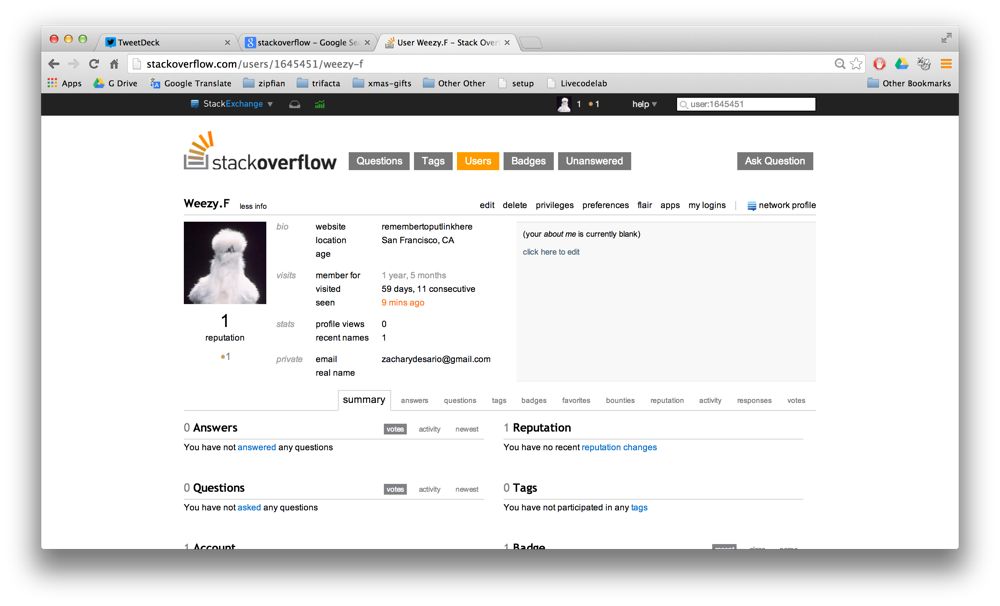 TweetDeck
stackoverflow - Google Se
User Weezy.F - Stack Over
stackoverflow.com/users/1645451/weezy-f
Apps G Drive Google Translate zipfian trifacta xmas-gifts Other Other setup Livecodelab Other Bookmarks
StackExchange 1 1 help user:1645451
stackoverflow Questions Tags Users Badges Unanswered Ask Question
Weezy.F less info edit delete privileges preferences flair apps my logins network profile
bio website remembertoputlinkhere
location San Francisco, CA
age
visits member for 1 year, 5 months
visited 59 days, 11 consecutive
seen 9 mins ago
stats profile views 0
recent names 1
private email zacharydesario@gmail.com
real name
1
reputation
1
(your about me is currently blank)
click here to edit
summary answers questions tags badges favorites bounties reputation activity responses votes
0 Answers votes activity newest
You have not answered any questions
1 Reputation
You have no recent reputation changes
0 Questions votes activity newest
You have not asked any questions
0 Tags
You have not participated in any tags
1 Account
1 Badge